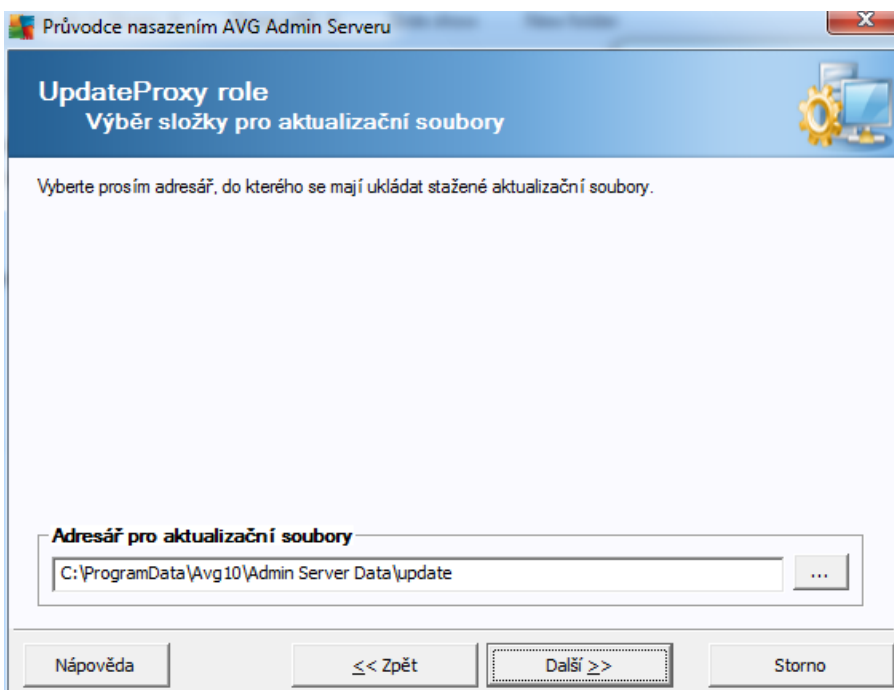 Průvodce nasazením AVG Admin Serveru
UpdateProxy role
Výběr složky pro aktualizační soubory
Vyberte prosím adresář, do kterého se mají ukládat stažené aktualizační soubory.
Adresář pro aktualizační soubory
C:\ProgramData\Avg10\Admin Server Data\update
...
Nápověda
<< Zpět
Další >>
Storno